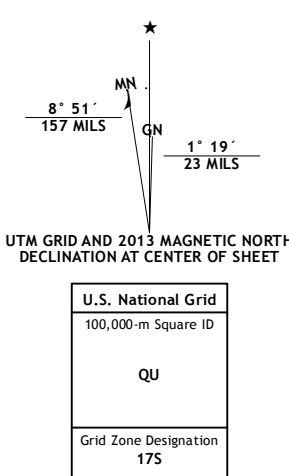 ★
MN
GN
8° 51´
157 MILS
1° 19´
23 MILS
UTM GRID AND 2013 MAGNETIC NORTH
DECLINATION AT CENTER OF SHEET
U.S. National Grid
100,000-m Square ID
QU
Grid Zone Designation
17S